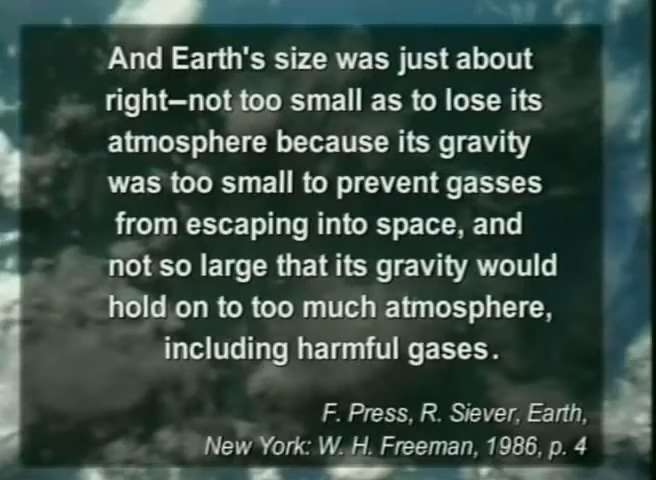 And Earth's size was just about
right–not too small as to lose its
atmosphere because its gravity
was too small to prevent gasses
from escaping into space, and
not so large that its gravity would
hold on to too much atmosphere,
including harmful gases.
F. Press, R. Siever, Earth,
New York: W. H. Freeman, 1986, p. 4